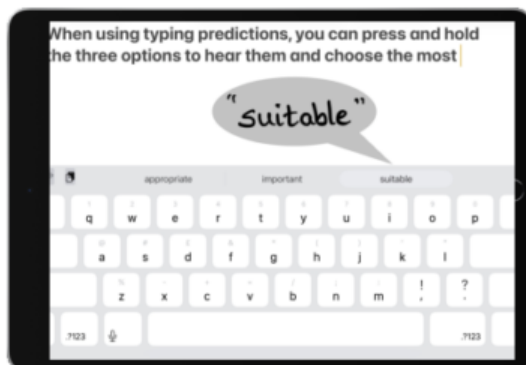 When using typing predictions, you can press and hold
the three options to hear them and choose the most
"suitable"
appropriate important suitable
q w e r t y u i o p
a s d f g h j k l
z x c v b n m ! , ? .
.?123 .?123